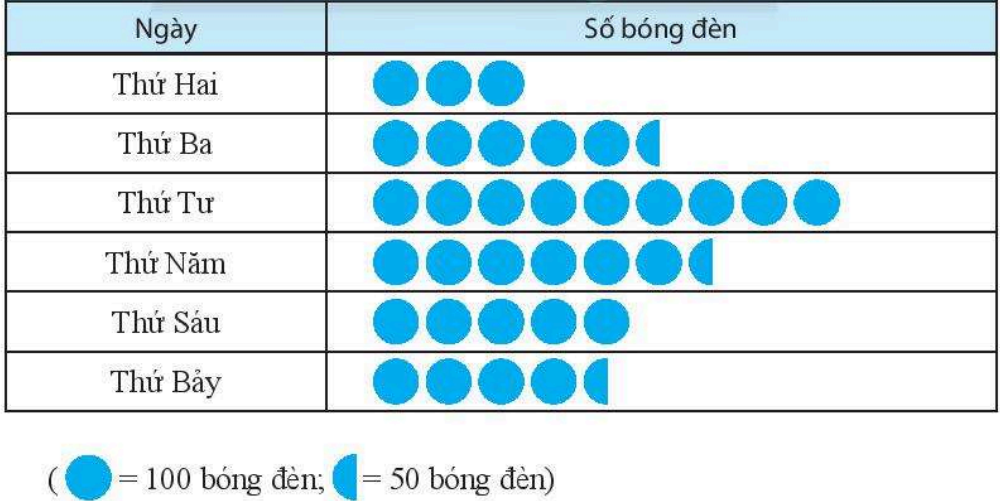 Ngày Số bóng đèn
Thứ Hai
Thứ Ba
Thứ Tư
Thứ Năm
Thứ Sáu
Thứ Bảy
( = 100 bóng đèn; = 50 bóng đèn)